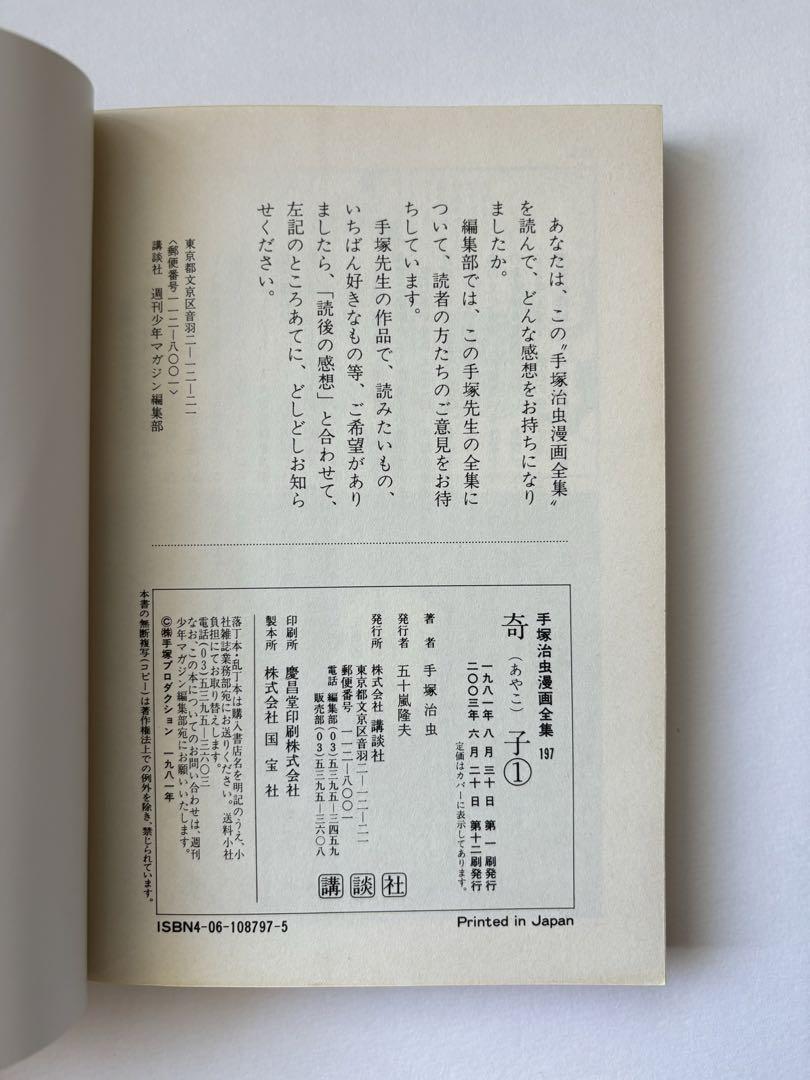 あなたは、この〝手塚治虫漫画全集〟
を読んで、どんな感想をお持ちになり
ましたか。
編集部では、この手塚先生の全集に
ついて、読者の方たちのご意見をお待
ちしています。
手塚先生の作品で、読みたいもの、
いちばん好きなもの等、ご希望があり
ましたら、「読後の感想」と合わせて、
左記のところあてに、どしどしお知ら
せください。
東京都文京区音羽二―一二―二一
〈郵便番号一一二―八〇〇一〉
講談社 週刊少年マガジン編集部
手塚治虫漫画全集 197
奇(あやこ)子①
一九八一年 八月三十日 第一刷発行
二〇〇三年 六月二十日 第十二刷発行
定価はカバーに表示してあります。
著者 手塚治虫
発行者 五十嵐隆夫
発行所 株式会社 講談社
東京都文京区音羽二―一二―二一
郵便番号 一一二―八〇〇一
電話 編集部(03)五三九五―三四五九
販売部(03)五三九五―三六〇八
印刷所 慶昌堂印刷株式会社
製本所 株式会社 国宝社
講談社
落丁本・乱丁本は購入書店名を明記のうえ、小
社雑誌業務部宛にお送りください。送料小社
負担にてお取り替えします。
電話(03)五三九五―三六〇三
なお、この本についてのお問い合わせは、週刊
少年マガジン編集部宛にお願いいたします。
©㈱手塚プロダクション 一九八一年
本書の無断複写(コピー)は著作権法上での例外を除き、禁じられています。
ISBN4-06-108797-5
Printed in Japan